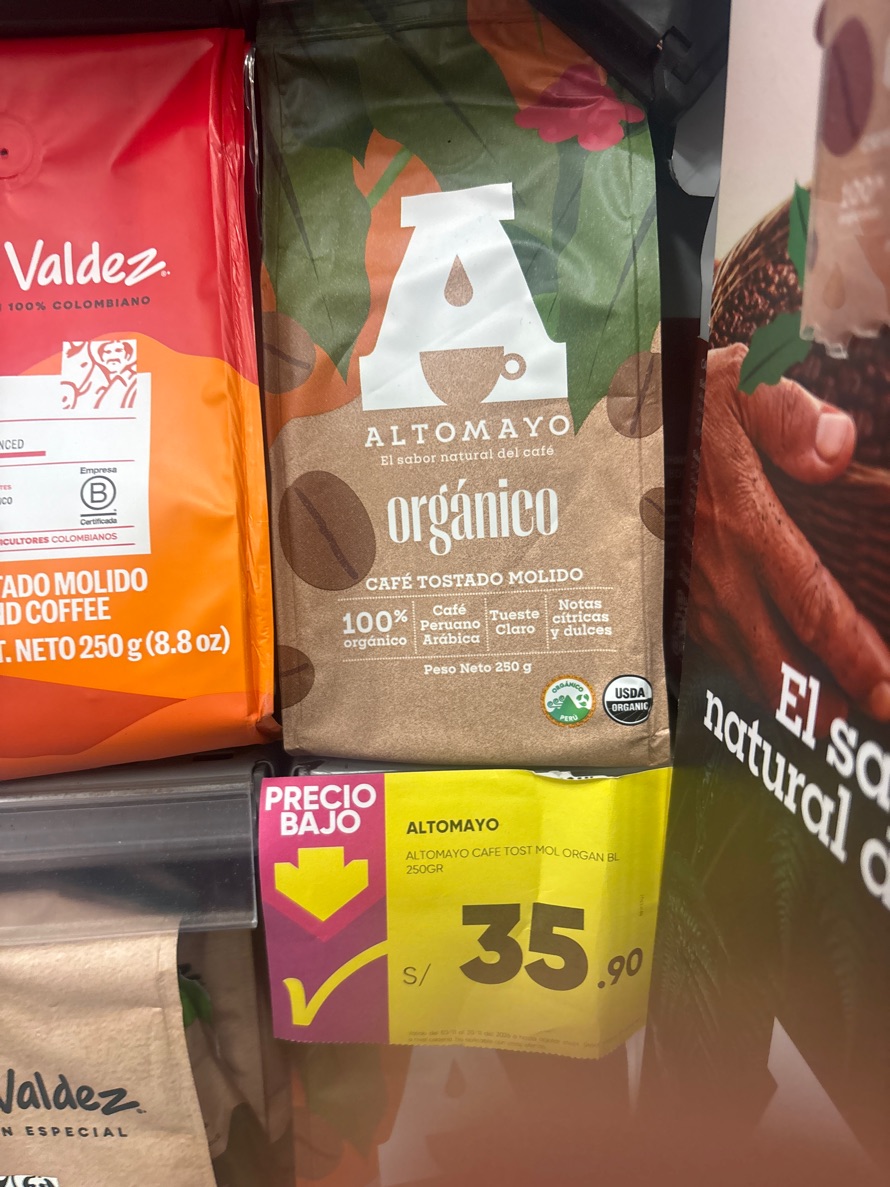 Valdez
100% COLOMBIANO
NCED
Empresa
B
Certificada
ICULTORES COLOMBIANOS
TADO MOLIDO
ND COFFEE
T. NETO 250 g (8.8 oz)
A
ALTOMAYO
El sabor natural del café
orgánico
CAFÉ TOSTADO MOLIDO
100% orgánico
Café Peruano Arábica
Tueste Claro
Notas cítricas y dulces
Peso Neto 250 g
ORGÁNICO PERÚ
USDA ORGANIC
PRECIO
BAJO
ALTOMAYO
ALTOMAYO CAFE TOST MOL ORGAN BL
250GR
S/ 35.90
Valdez
N ESPECIAL
El sa
natural d